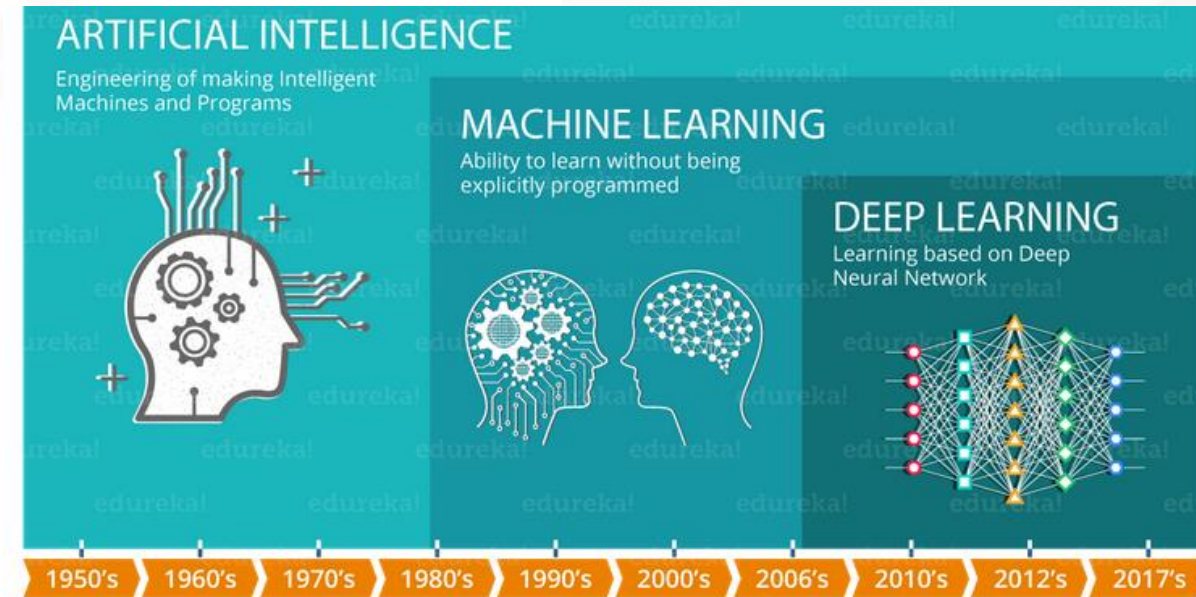 ARTIFICIAL INTELLIGENCE
Engineering of making Intelligent
Machines and Programs
MACHINE LEARNING
Ability to learn without being
explicitly programmed
DEEP LEARNING
Learning based on Deep
Neural Network
1950's 1960's 1970's 1980's 1990's 2000's 2006's 2010's 2012's 2017's
edureka!